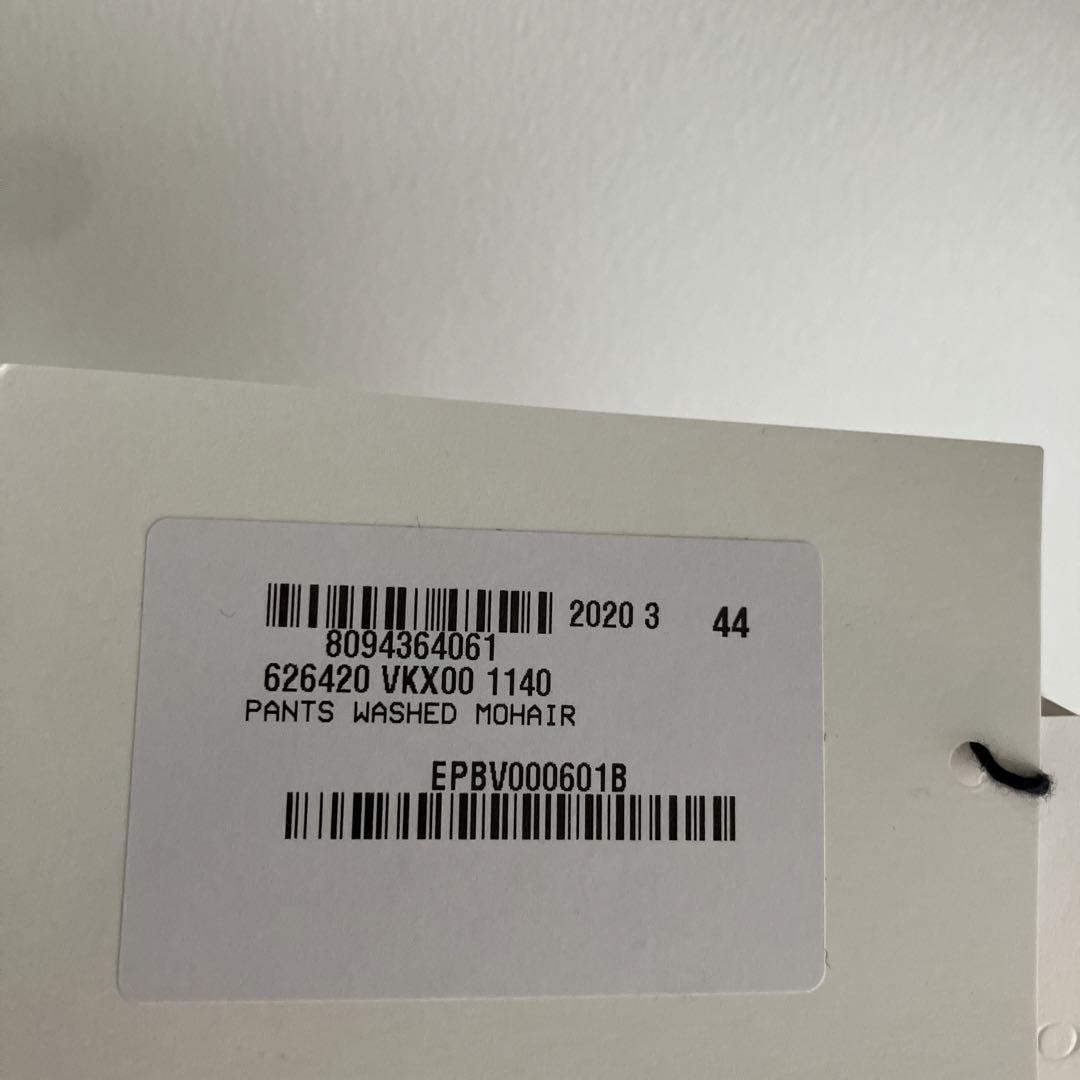 2020 3 44
8094364061
626420 VKX00 1140
PANTS WASHED MOHAIR
EPBV000601B